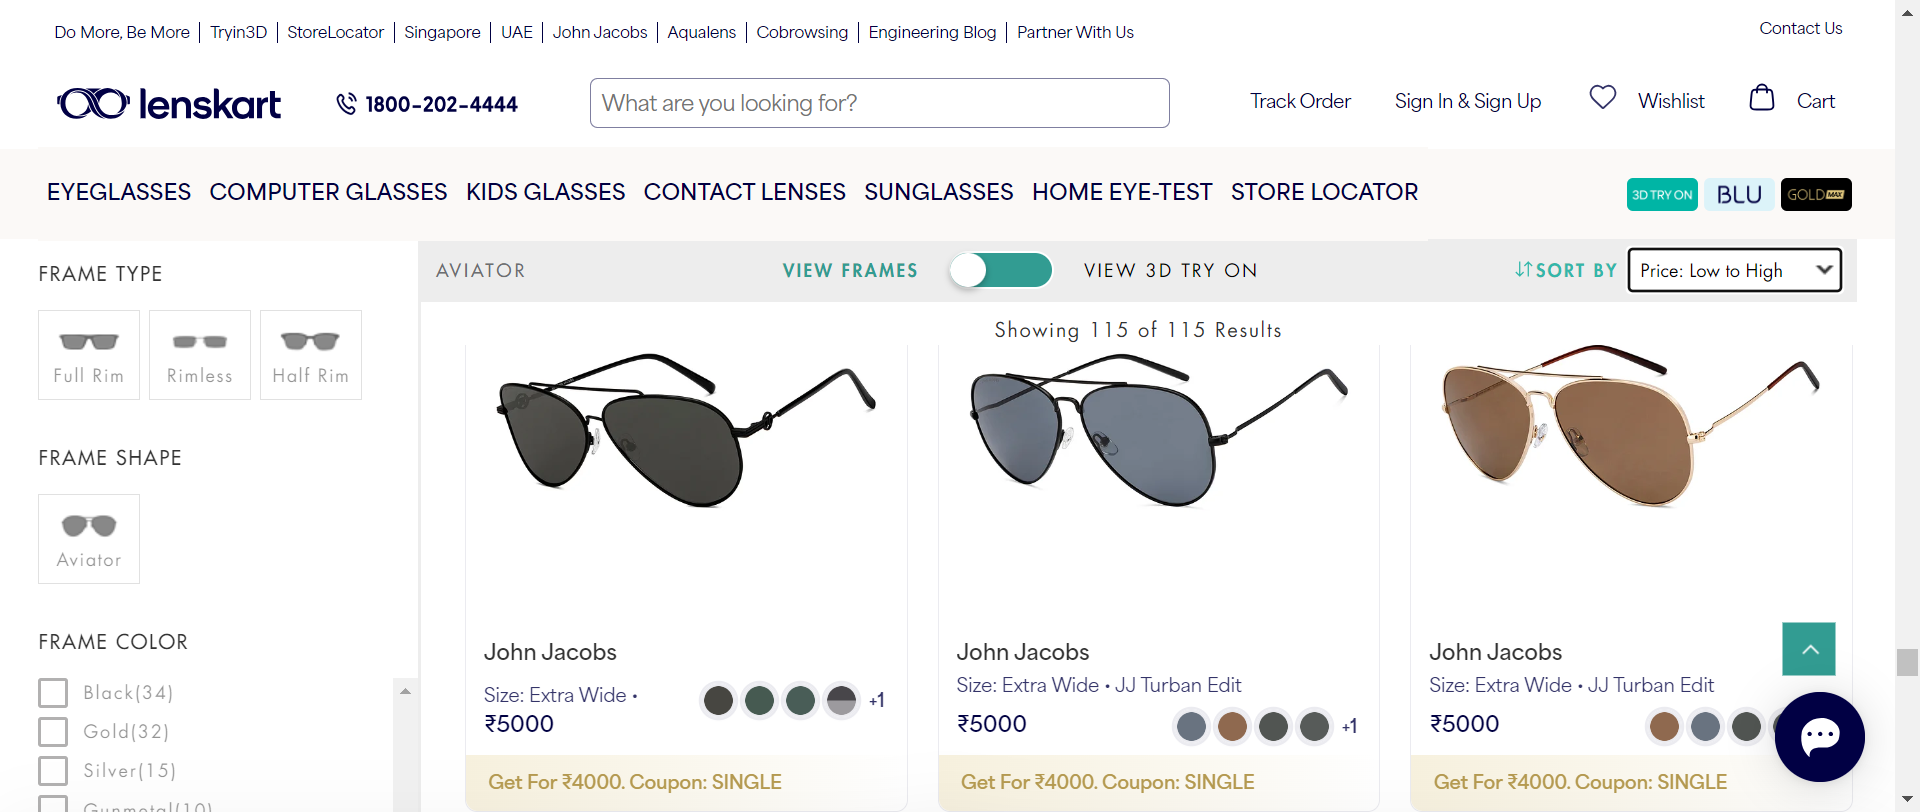 Do More, Be More | Tryin3D | StoreLocator | Singapore | UAE | John Jacobs | Aqualens | Cobrowsing | Engineering Blog | Partner With Us
Contact Us
lenskart
1800-202-4444
What are you looking for?
Track Order
Sign In & Sign Up
Wishlist
Cart
EYEGLASSES COMPUTER GLASSES KIDS GLASSES CONTACT LENSES SUNGLASSES HOME EYE-TEST STORE LOCATOR
3D TRY ON
BLU
GOLD MAX
FRAME TYPE
Full Rim
Rimless
Half Rim
FRAME SHAPE
Aviator
FRAME COLOR
Black(34)
Gold(32)
Silver(15)
Gunmetal(10)
AVIATOR
VIEW FRAMES
VIEW 3D TRY ON
SORT BY
Price: Low to High
Showing 115 of 115 Results
John Jacobs
Size: Extra Wide •
₹5000
+1
Get For ₹4000. Coupon: SINGLE
John Jacobs
Size: Extra Wide • JJ Turban Edit
₹5000
+1
Get For ₹4000. Coupon: SINGLE
John Jacobs
Size: Extra Wide • JJ Turban Edit
₹5000
Get For ₹4000. Coupon: SINGLE